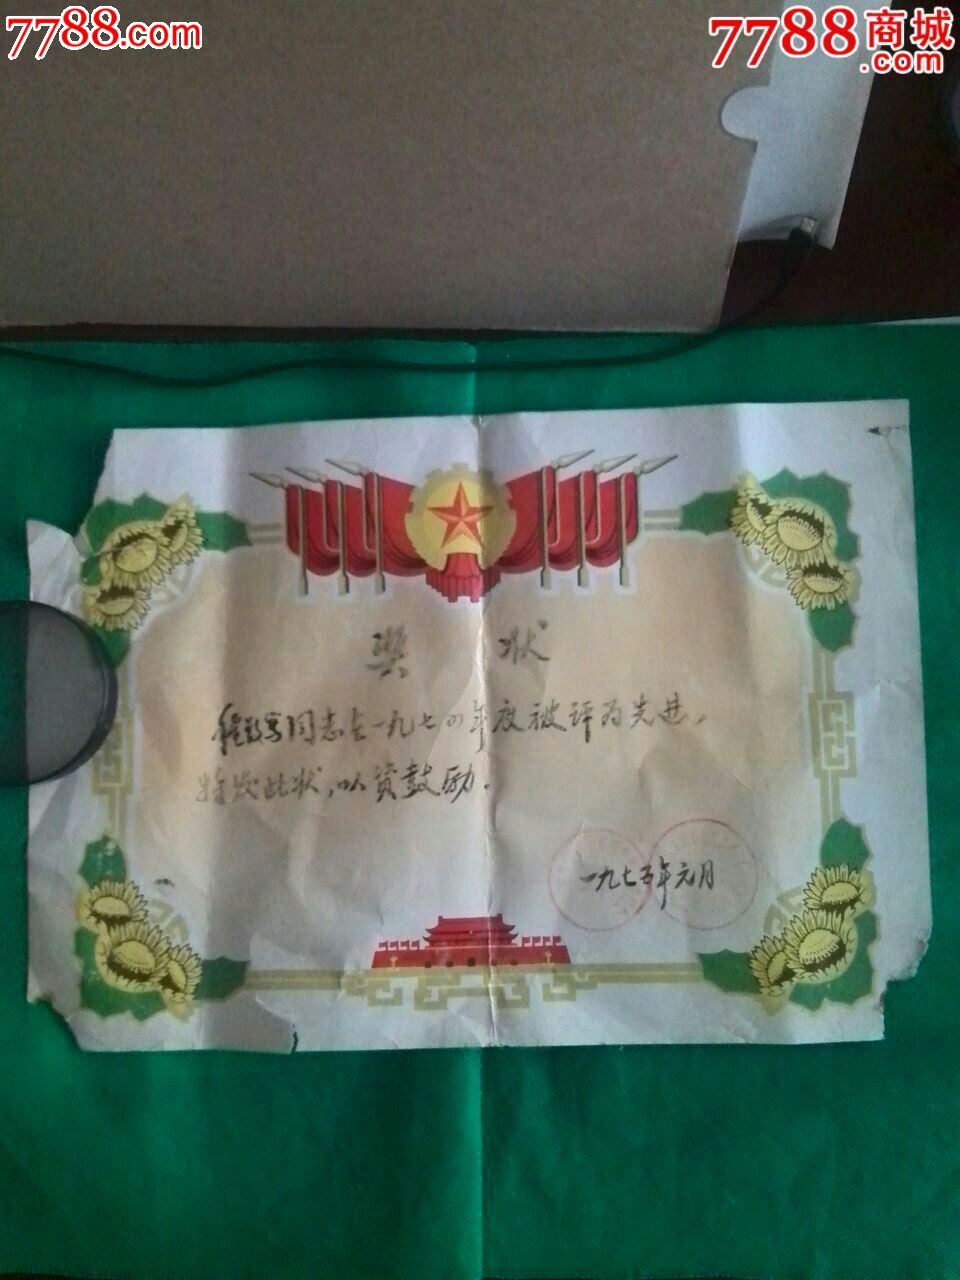 7788.com
7788商城
.com
奖 状
同志在一九七四年度被评为先进，
特发此状，以资鼓励.
一九七五年元月